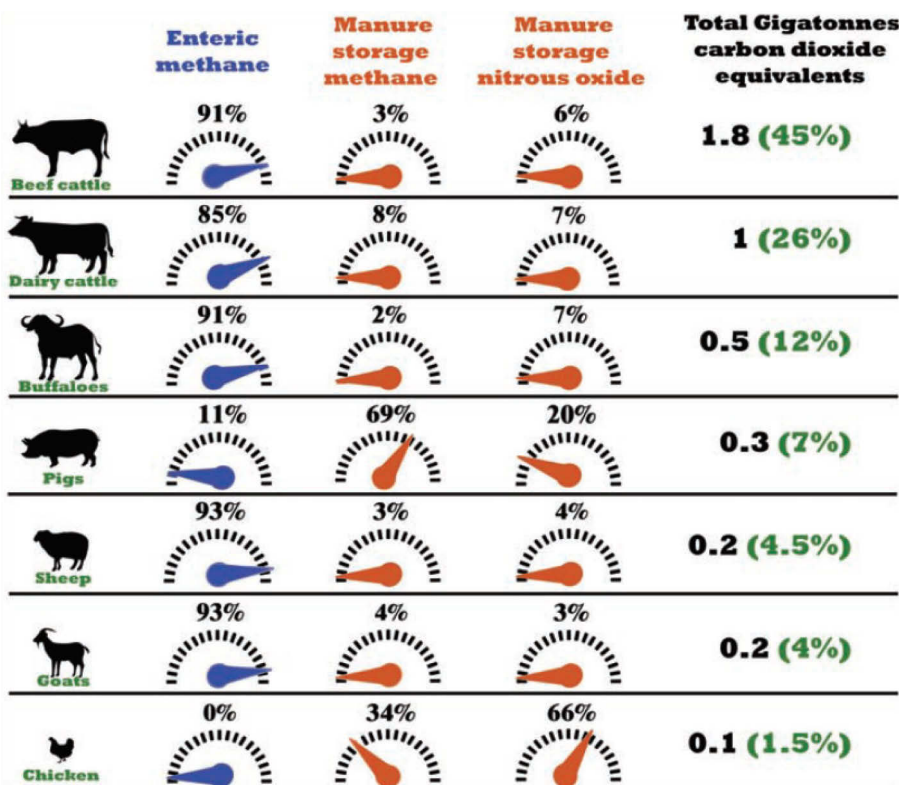 Enteric methane
Manure storage methane
Manure storage nitrous oxide
Total Gigatonnes carbon dioxide equivalents
91% 3% 6%
1.8 (45%)
Beef cattle
85% 8% 7%
1 (26%)
Dairy cattle
91% 2% 7%
0.5 (12%)
Buffaloes
11% 69% 20%
0.3 (7%)
Pigs
93% 3% 4%
0.2 (4.5%)
Sheep
93% 4% 3%
0.2 (4%)
Goats
0% 34% 66%
0.1 (1.5%)
Chicken